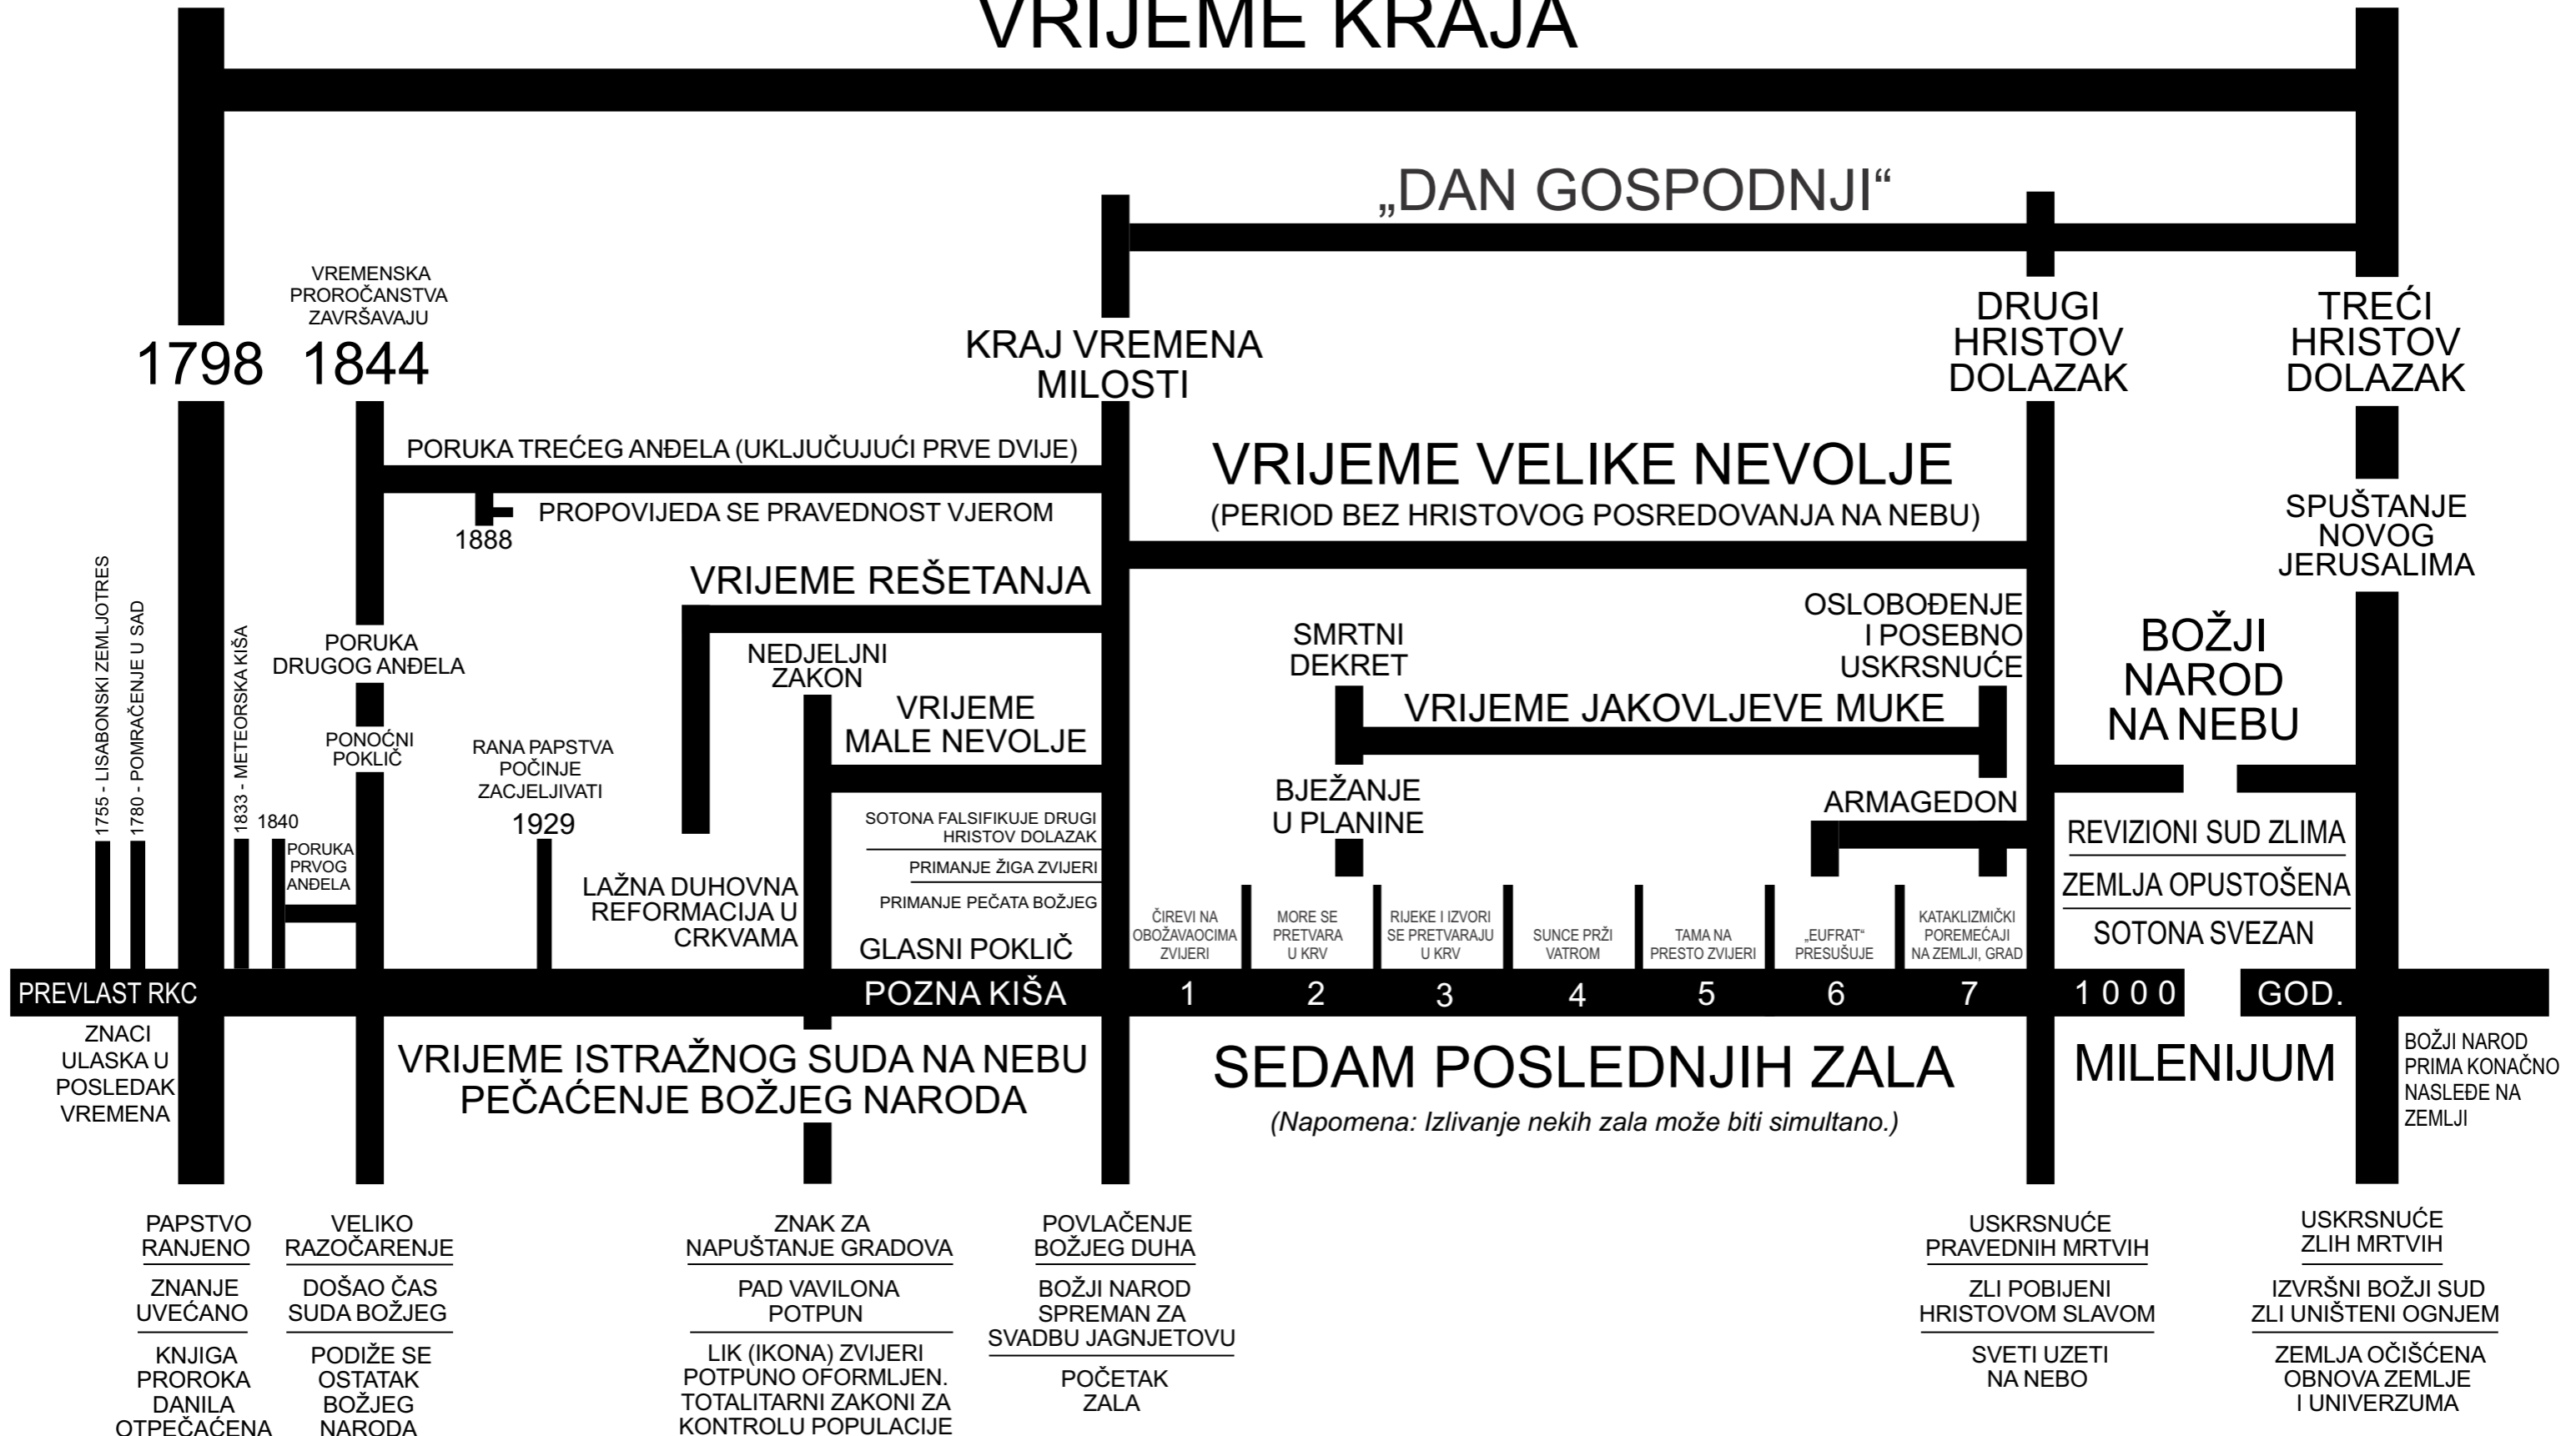 VRIJEME KRAJA
„DAN GOSPODNJI“
VREMENSKA
PROROČANSTVA
ZAVRŠAVAJU
1798
1844
KRAJ VREMENA
MILOSTI
DRUGI
HRISTOV
DOLAZAK
TREĆI
HRISTOV
DOLAZAK
PORUKA TREĆEG ANĐELA (UKLJUČUJUĆI PRVE DVIJE)
PROPOVIJEDA SE PRAVEDNOST VJEROM
1888
VRIJEME VELIKE NEVOLJE
(PERIOD BEZ HRISTOVOG POSREDOVANJA NA NEBU)
SPUŠTANJE
NOVOG
JERUSALIMA
VRIJEME REŠETANJA
1755 - LISABONSKI ZEMLJOTRES
1780 - POMRAČENJE U SAD
1833 - METEORSKA KIŠA
1840
PORUKA
PRVOG
ANĐELA
PORUKA
DRUGOG ANĐELA
PONOĆNI
POKLIČ
RANA PAPSTVA
POČINJE
ZACJELJIVATI
1929
NEDJELJNI
ZAKON
VRIJEME
MALE NEVOLJE
SOTONA FALSIFIKUJE DRUGI
HRISTOV DOLAZAK
PRIMANJE ŽIGA ZVIJERI
PRIMANJE PEČATA BOŽJEG
GLASNI POKLIČ
LAŽNA DUHOVNA
REFORMACIJA U
CRKVAMA
SMRTNI
DEKRET
VRIJEME JAKOVLJEVE MUKE
OSLOBOĐENJE
I POSEBNO
USKRSNUĆE
BJEŽANJE
U PLANINE
ARMAGEDON
BOŽJI
NAROD
NA NEBU
REVIZIONI SUD ZLIMA
ZEMLJA OPUSTOŠENA
SOTONA SVEZAN
ČIREVI NA
OBOŽAVAOCIMA
ZVIJERI
MORE SE
PRETVARA
U KRV
RIJEKE I IZVORI
SE PRETVARAJU
U KRV
SUNCE PRŽI
VATROM
TAMA NA
PRESTO ZVIJERI
„EUFRAT“
PRESUŠUJE
KATAKLIZMIČKI
POREMEĆAJI
NA ZEMLJI, GRAD
PREVLAST RKC
POZNA KIŠA
1
2
3
4
5
6
7
1 0 0 0
GOD.
ZNACI
ULASKA U
POSLEDAK
VREMENA
VRIJEME ISTRAŽNOG SUDA NA NEBU
PEČAĆENJE BOŽJEG NARODA
SEDAM POSLEDNJIH ZALA
(Napomena: Izlivanje nekih zala može biti simultano.)
MILENIJUM
BOŽJI NAROD
PRIMA KONAČNO
NASLEĐE NA
ZEMLJI
PAPSTVO
RANJENO
ZNANJE
UVEĆANO
KNJIGA
PROROKA
DANILA
OTPEČAĆENA
VELIKO
RAZOČARENJE
DOŠAO ČAS
SUDA BOŽJEG
PODIŽE SE
OSTATAK
BOŽJEG
NARODA
ZNAK ZA
NAPUŠTANJE GRADOVA
PAD VAVILONA
POTPUN
LIK (IKONA) ZVIJERI
POTPUNO OFORMLJEN.
TOTALITARNI ZAKONI ZA
KONTROLU POPULACIJE
POVLAČENJE
BOŽJEG DUHA
BOŽJI NAROD
SPREMAN ZA
SVADBU JAGNJETOVU
POČETAK
ZALA
USKRSNUĆE
PRAVEDNIH MRTVIH
ZLI POBIJENI
HRISTOVOM SLAVOM
SVETI UZETI
NA NEBO
USKRSNUĆE
ZLIH MRTVIH
IZVRŠNI BOŽJI SUD
ZLI UNIŠTENI OGNJEM
ZEMLJA OČIŠĆENA
OBNOVA ZEMLJE
I UNIVERZUMA